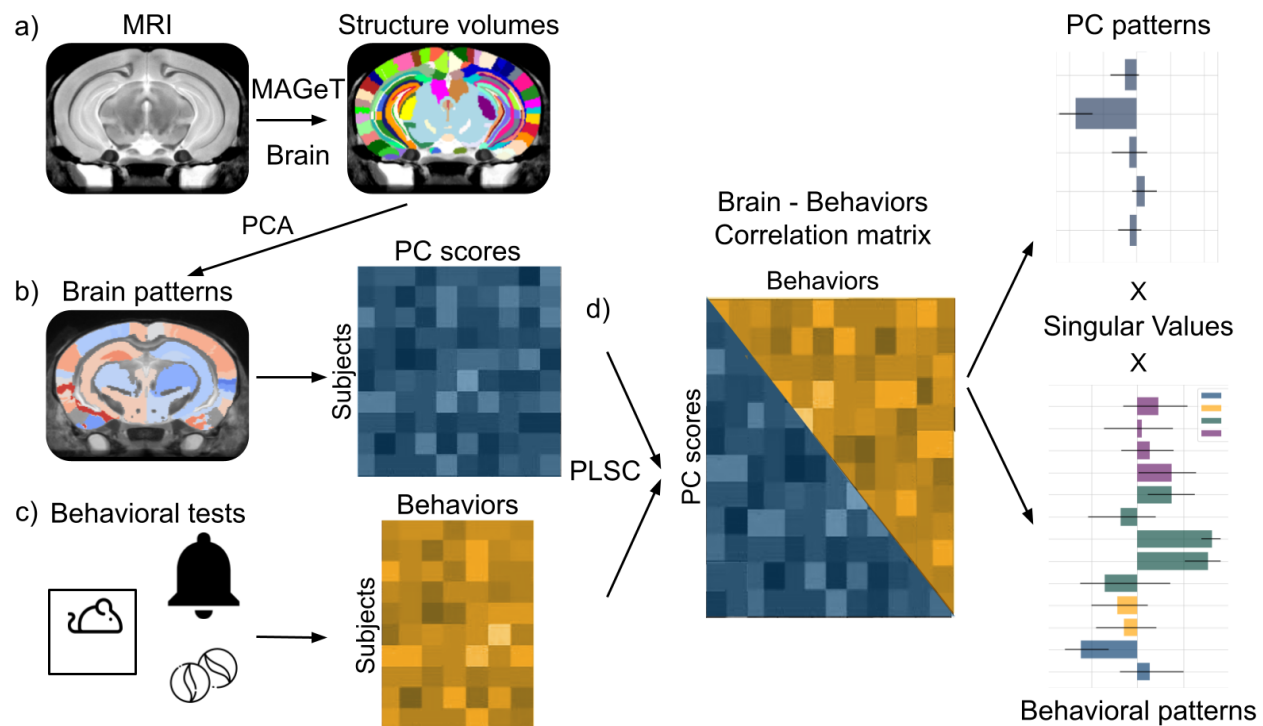 a)
MRI
Structure volumes
MAGeT
Brain
PCA
b)
Brain patterns
PC scores
Subjects
c)
Behavioral tests
Behaviors
Subjects
d)
PLSC
Brain - Behaviors
Correlation matrix
Behaviors
PC scores
PC patterns
X
Singular Values
X
Behavioral patterns